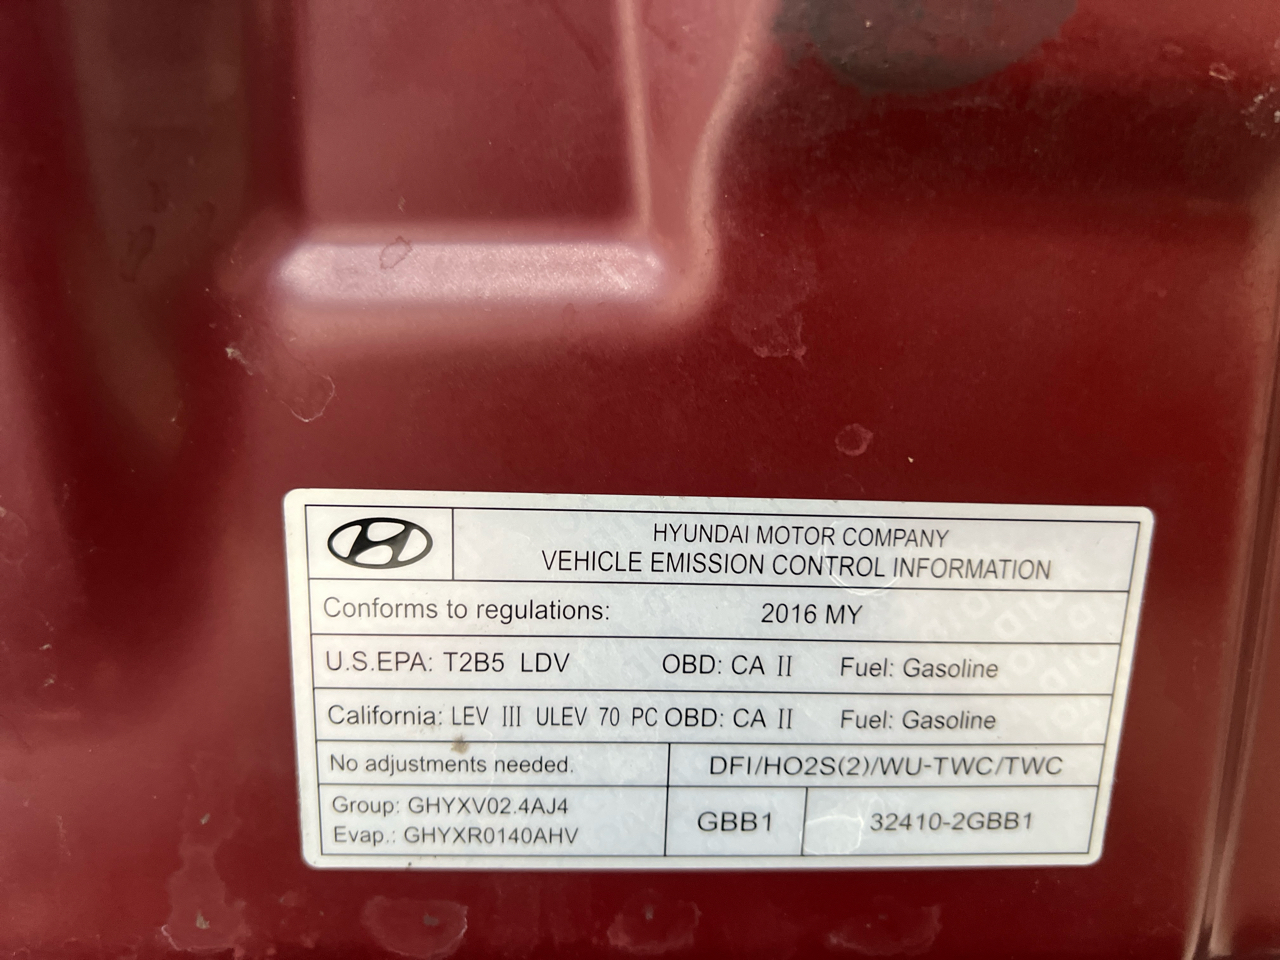 HYUNDAI MOTOR COMPANY
VEHICLE EMISSION CONTROL INFORMATION
Conforms to regulations: 2016 MY
U.S.EPA: T2B5 LDV OBD: CA II Fuel: Gasoline
California: LEV III ULEV 70 PC OBD: CA II Fuel: Gasoline
No adjustments needed. DFI/HO2S(2)/WU-TWC/TWC
Group: GHYXV02.4AJ4
Evap.: GHYXR0140AHV
GBB1 32410-2GBB1